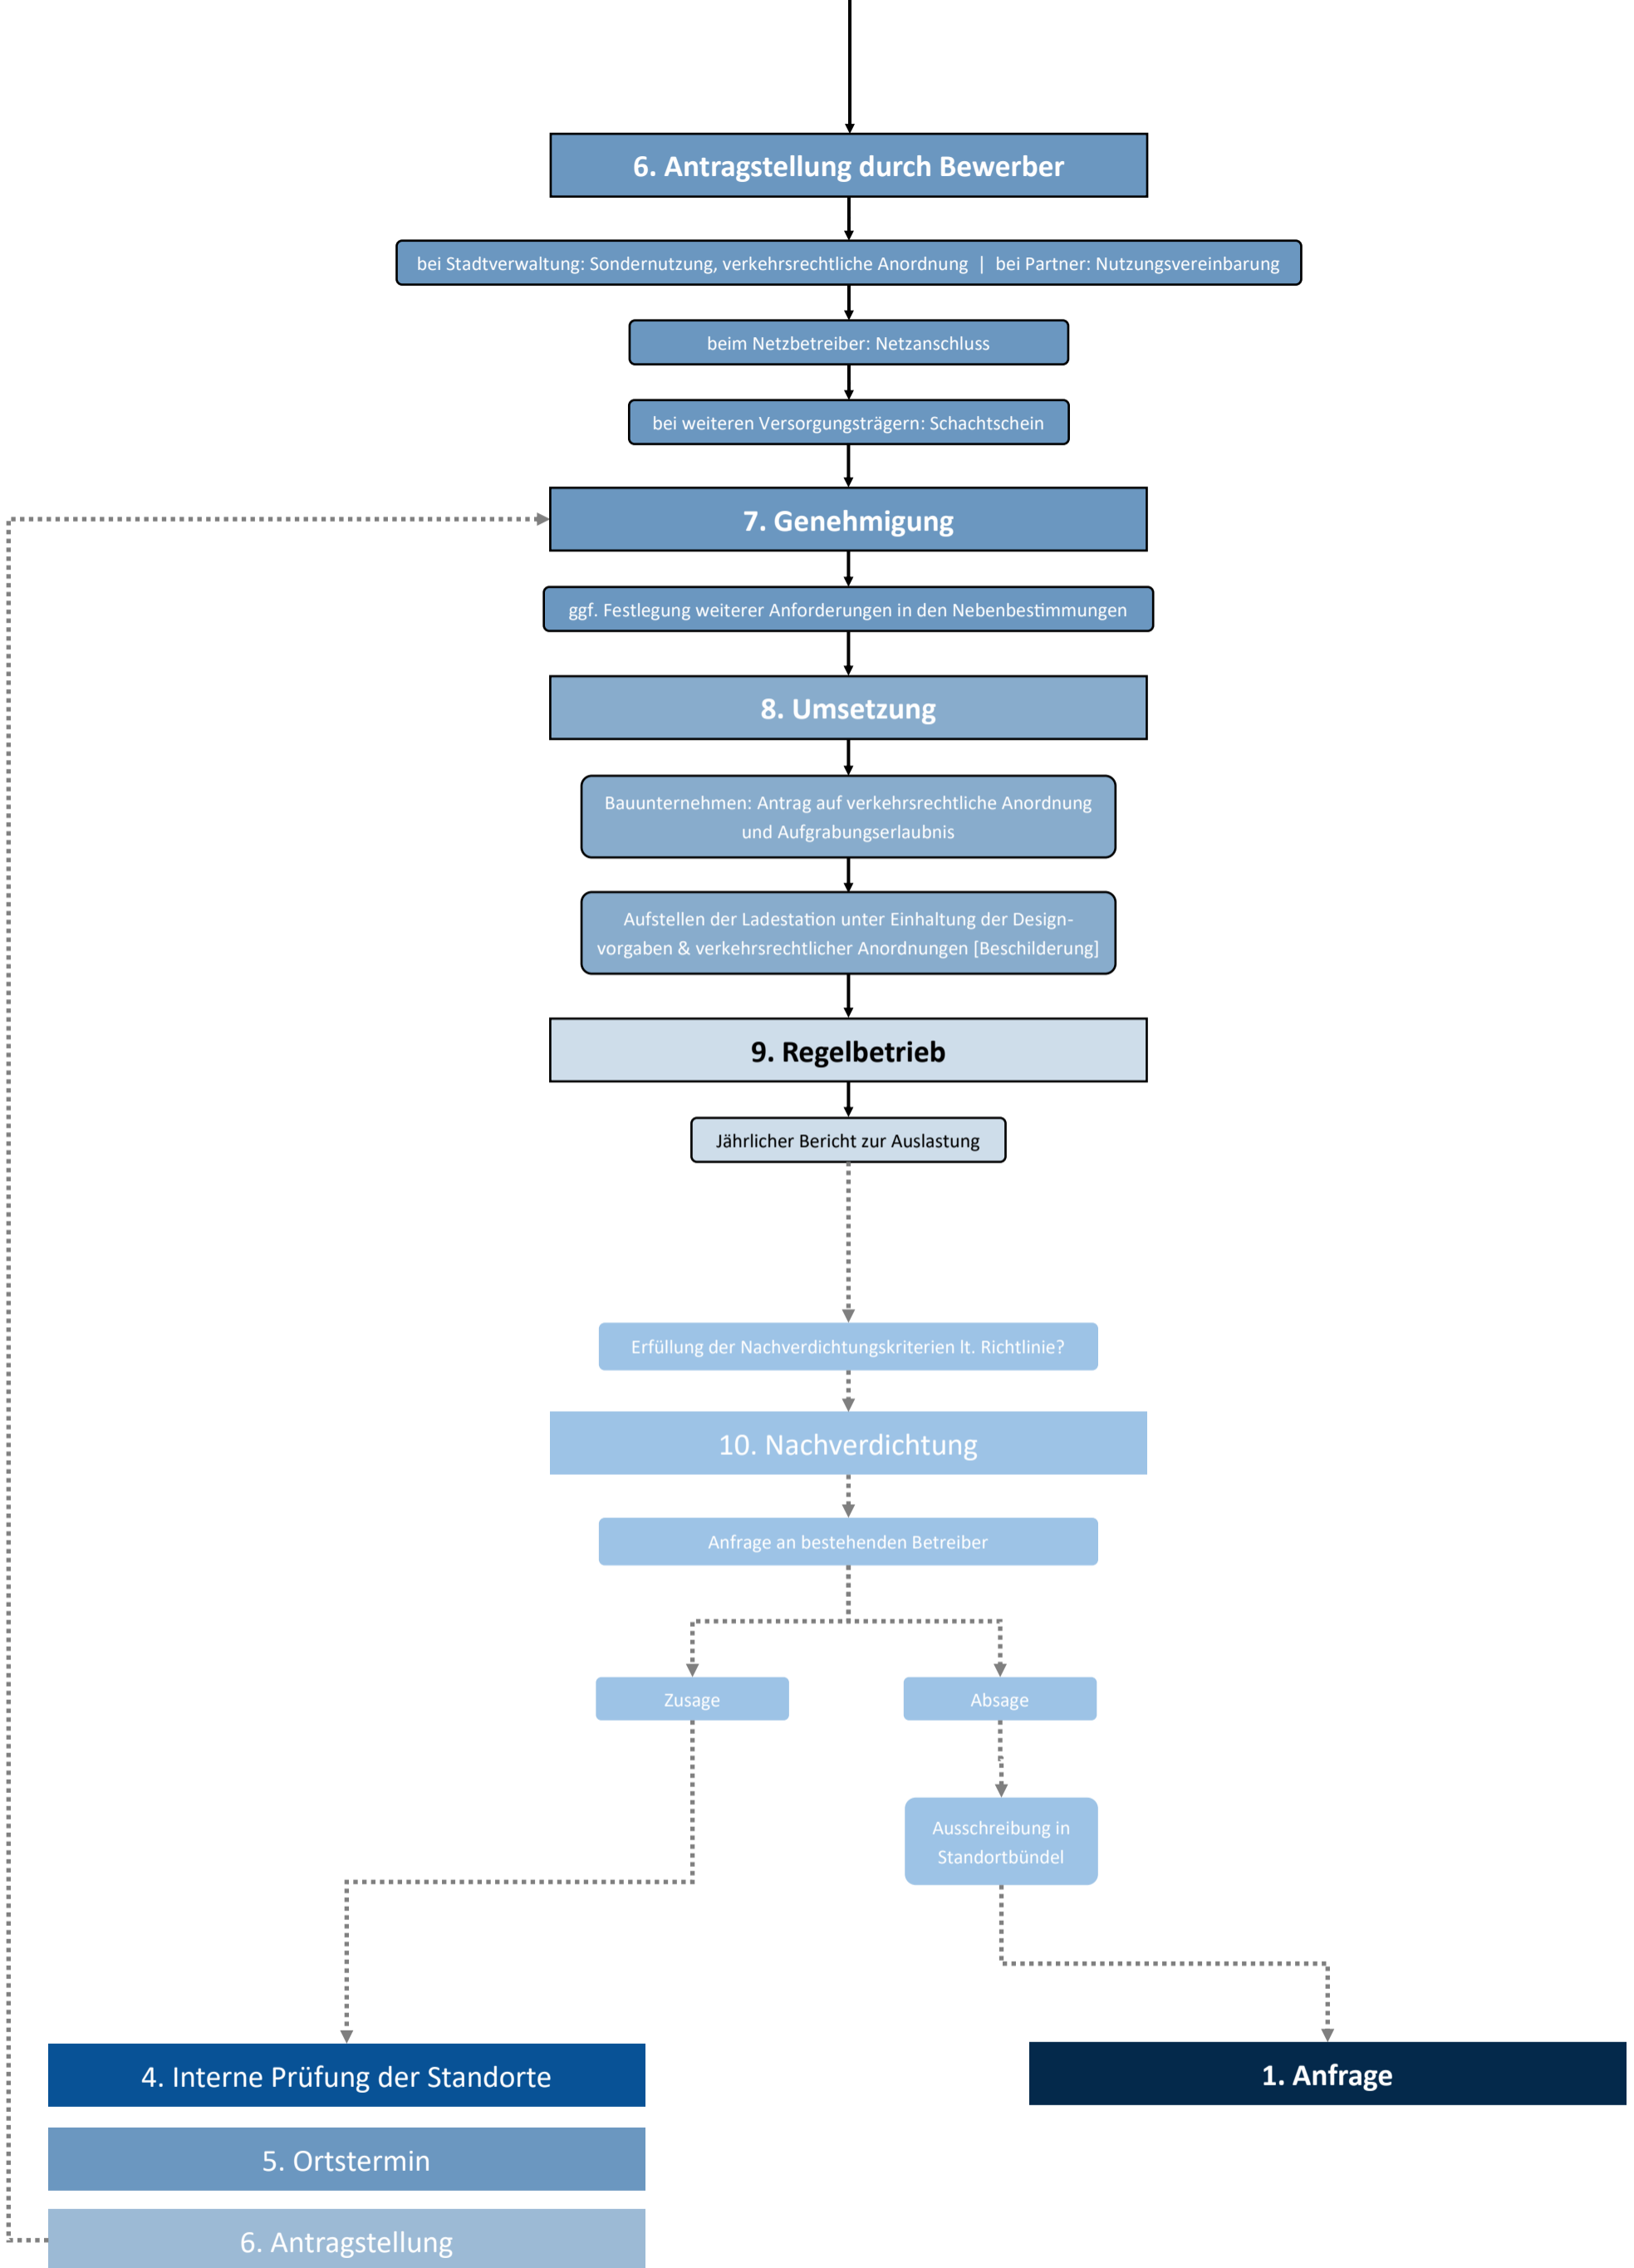 6. Antragstellung durch Bewerber
bei Stadtverwaltung: Sondernutzung, verkehrsrechtliche Anordnung | bei Partner: Nutzungsvereinbarung
beim Netzbetreiber: Netzanschluss
bei weiteren Versorgungsträgern: Schachtschein
7. Genehmigung
ggf. Festlegung weiterer Anforderungen in den Nebenbestimmungen
8. Umsetzung
Bauunternehmen: Antrag auf verkehrsrechtliche Anordnung
und Aufgrabungserlaubnis
Aufstellen der Ladestation unter Einhaltung der Design-
vorgaben & verkehrsrechtlicher Anordnungen [Beschilderung]
9. Regelbetrieb
Jährlicher Bericht zur Auslastung
Erfüllung der Nachverdichtungskriterien lt. Richtlinie?
10. Nachverdichtung
Anfrage an bestehenden Betreiber
Zusage
Absage
Ausschreibung in
Standortbündel
4. Interne Prüfung der Standorte
1. Anfrage
5. Ortstermin
6. Antragstellung